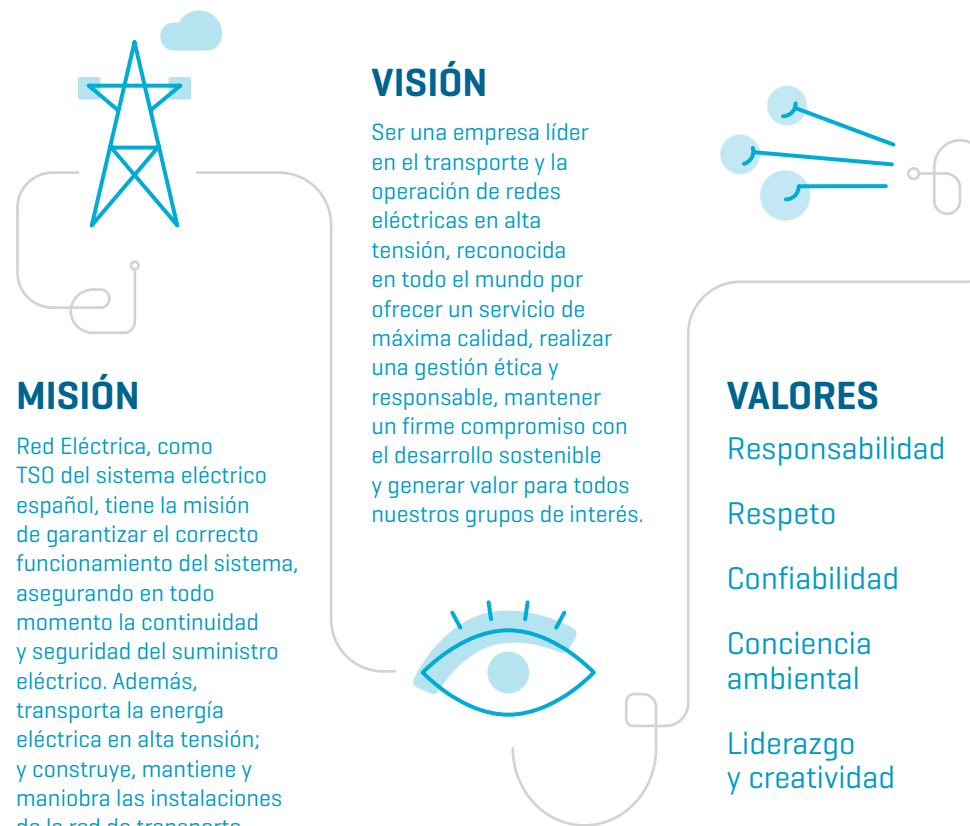 MISIÓN
Red Eléctrica, como
TSO del sistema eléctrico
español, tiene la misión
de garantizar el correcto
funcionamiento del sistema,
asegurando en todo
momento la continuidad
y seguridad del suministro
eléctrico. Además,
transporta la energía
eléctrica en alta tensión;
y construye, mantiene y
maniobra las instalaciones
de la red de transporte
VISIÓN
Ser una empresa líder
en el transporte y la
operación de redes
eléctricas en alta
tensión, reconocida
en todo el mundo por
ofrecer un servicio de
máxima calidad, realizar
una gestión ética y
responsable, mantener
un firme compromiso con
el desarrollo sostenible
y generar valor para todos
nuestros grupos de interés.
VALORES
Responsabilidad
Respeto
Confiabilidad
Conciencia
ambiental
Liderazgo
y creatividad